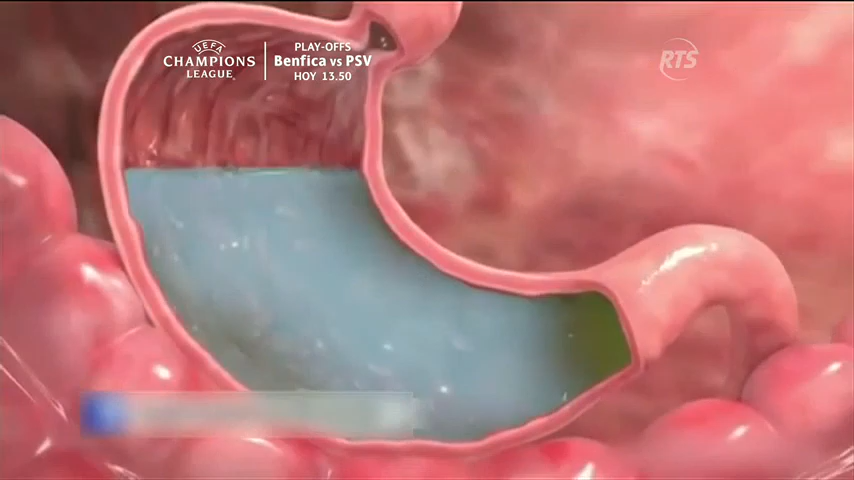 UEFA
CHAMPIONS
LEAGUE
PLAY-OFFS
Benfica vs PSV
HOY 13.50
RTS